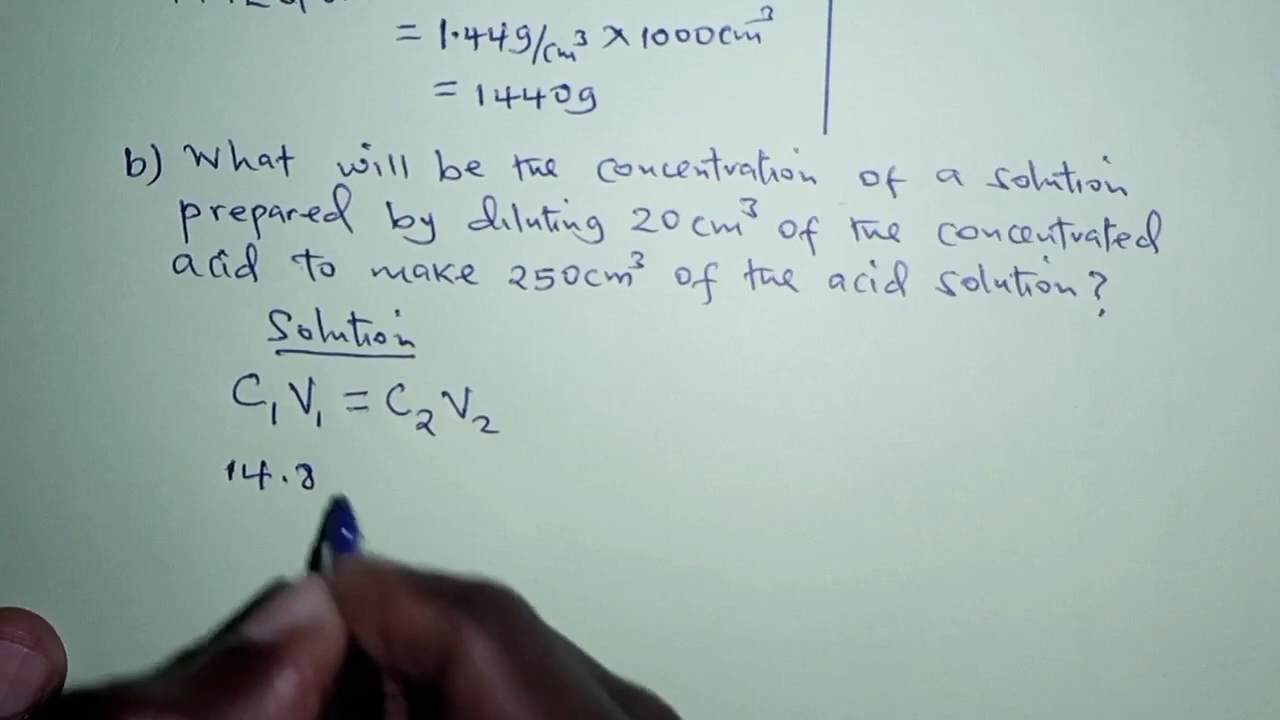 = 1.44g/cm³ × 1000cm³
= 1440g
b) What will be the concentration of a solution
prepared by diluting 20cm³ of the concentrated
acid to make 250cm³ of the acid solution?
Solution
C₁V₁ = C₂V₂
14.8